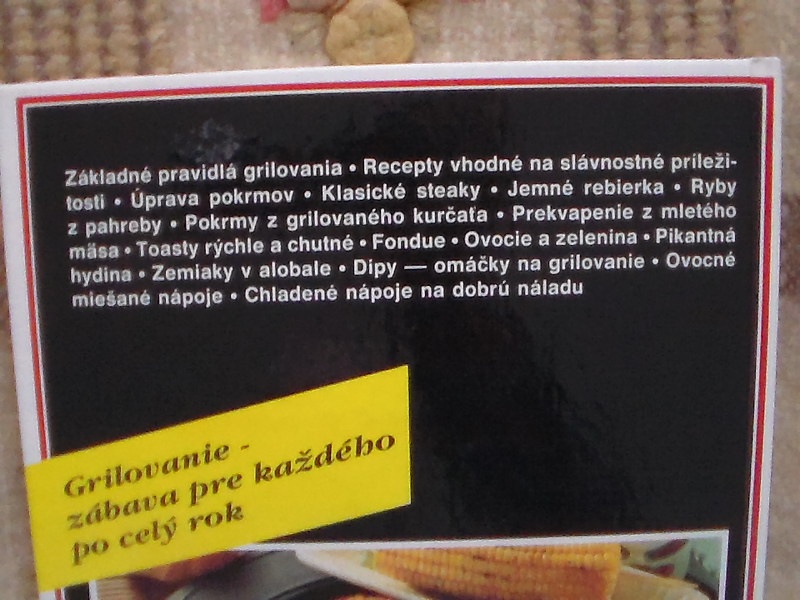 Základné pravidlá grilovania • Recepty vhodné na slávnostné príleži-
tosti • Úprava pokrmov • Klasické steaky • Jemné rebierka • Ryby
z pahreby • Pokrmy z grilovaného kurčaťa • Prekvapenie z mletého
mäsa • Toasty rýchle a chutné • Fondue • Ovocie a zelenina • Pikantná
hydina • Zemiaky v alobale • Dipy — omáčky na grilovanie • Ovocné
miešané nápoje • Chladené nápoje na dobrú náladu
Grilovanie -
zábava pre každého
po celý rok